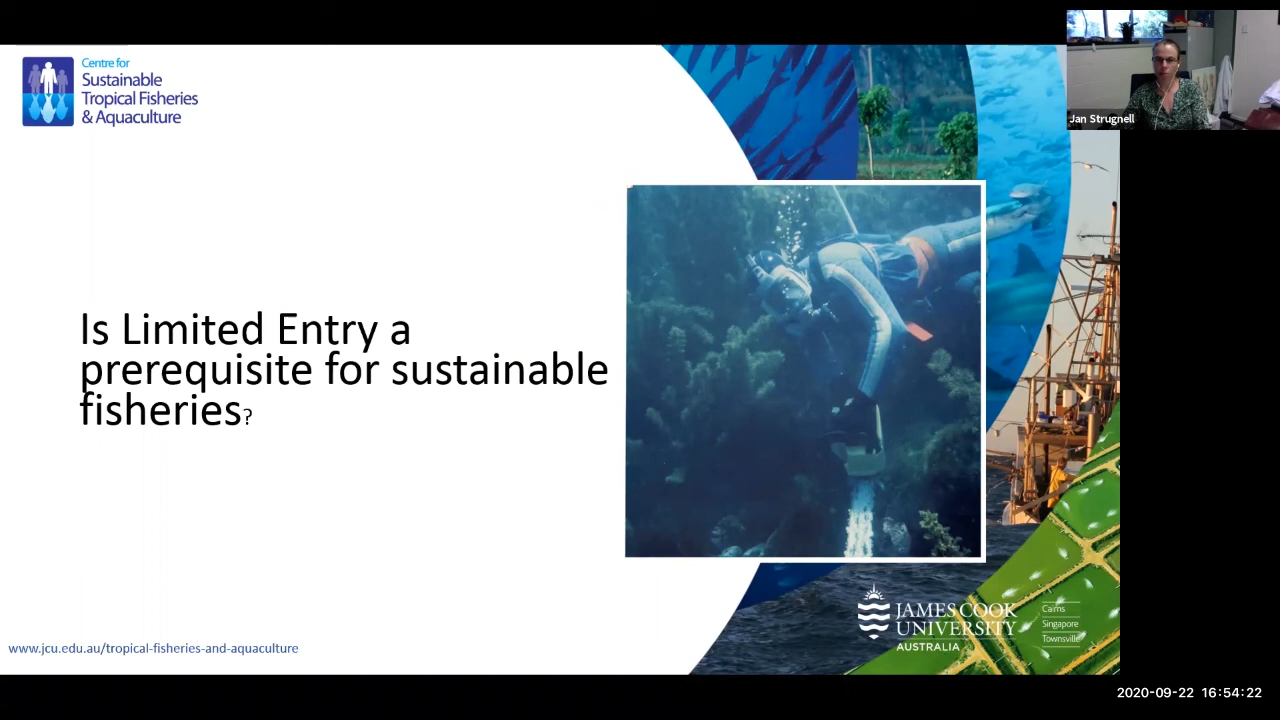 Centre for
Sustainable
Tropical Fisheries
& Aquaculture
Jan Strugnell
Is Limited Entry a
prerequisite for sustainable
fisheries?
JAMES COOK
UNIVERSITY
AUSTRALIA
Cairns
Singapore
Townsville
www.jcu.edu.au/tropical-fisheries-and-aquaculture
2020-09-22 16:54:22